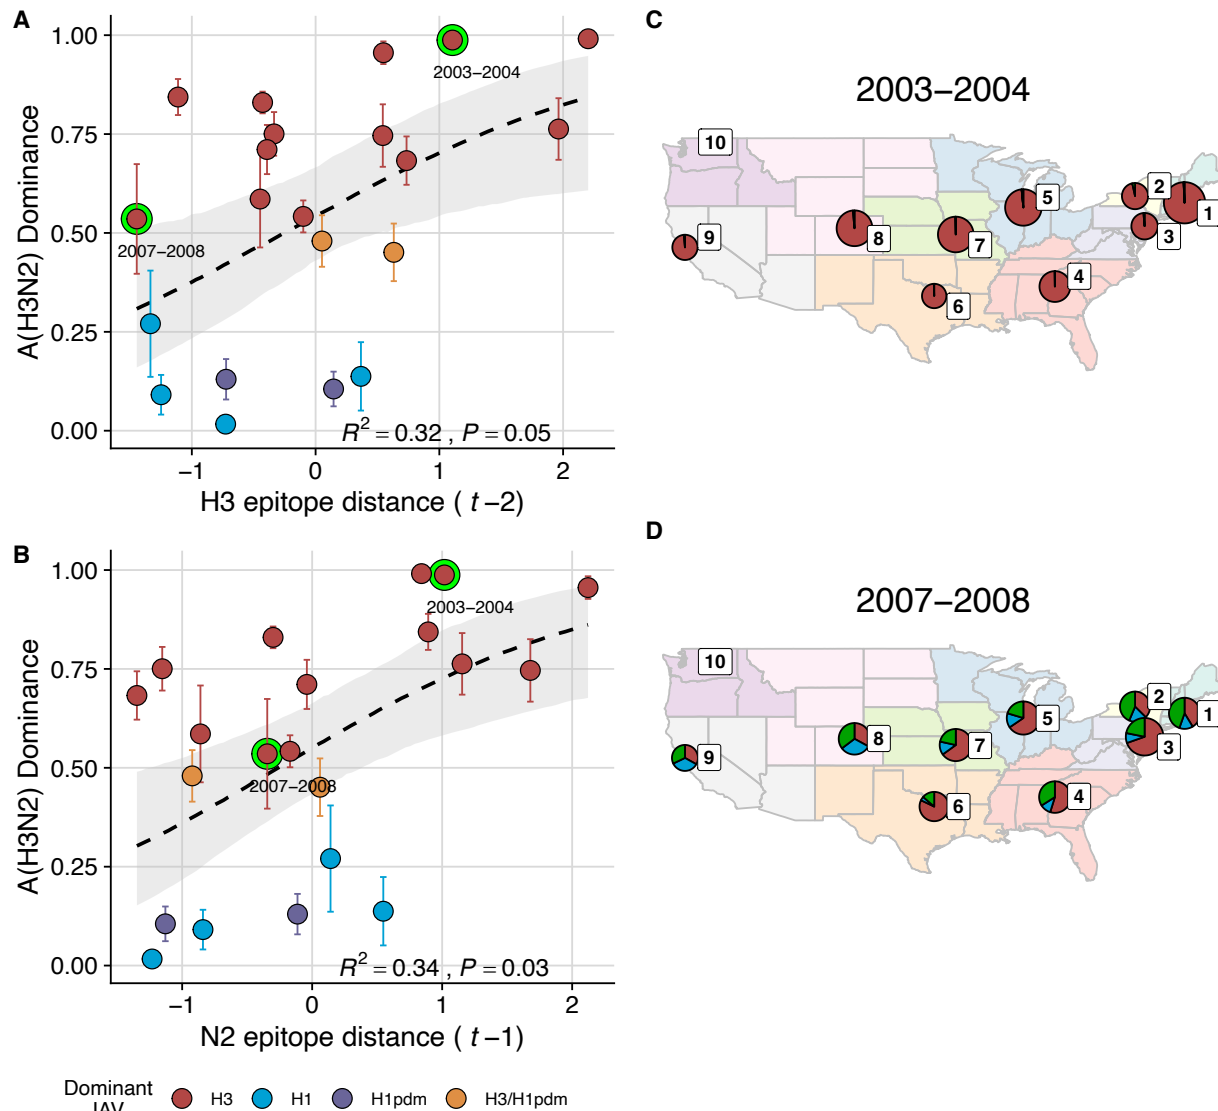 A
1.00
0.75
0.50
0.25
0.00
A(H3N2) Dominance
2003−2004
2007−2008
R² = 0.32 , P = 0.05
−1 0 1 2
H3 epitope distance ( t −2)
B
1.00
0.75
0.50
0.25
0.00
A(H3N2) Dominance
2003−2004
2007−2008
R² = 0.34 , P = 0.03
−1 0 1 2
N2 epitope distance ( t −1)
Dominant
IAV
H3 H1 H1pdm H3/H1pdm
C
2003−2004
10
2
1
5
3
9
8
7
4
6
D
2007−2008
10
2
1
5
3
9
8
7
4
6